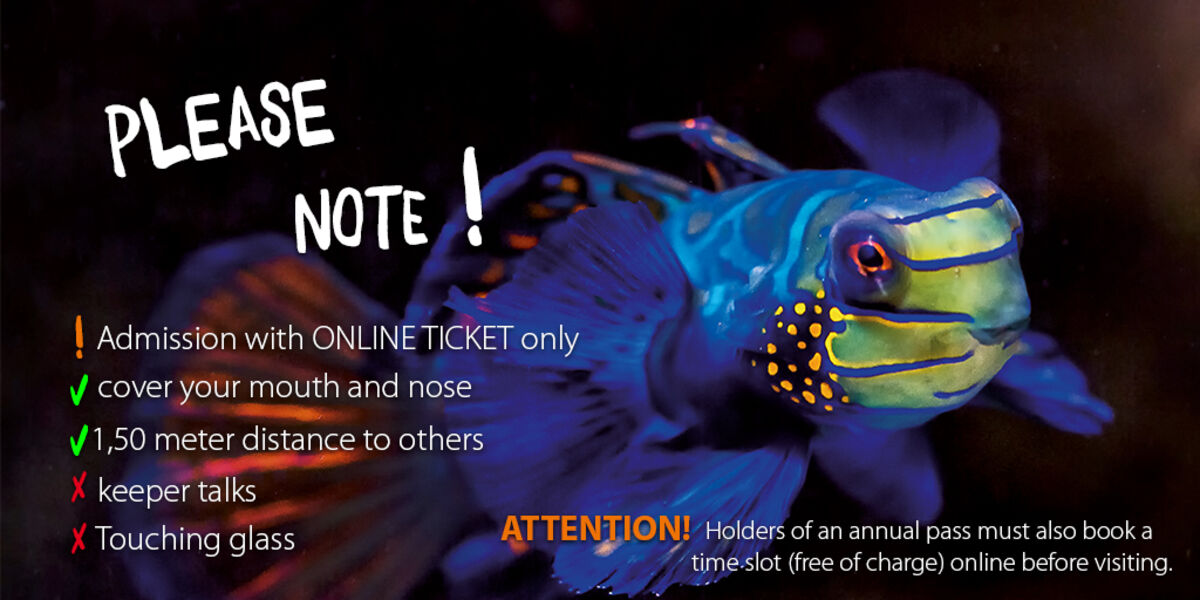 PLEASE
NOTE !
! Admission with ONLINE TICKET only
✓ cover your mouth and nose
✓ 1,50 meter distance to others
✗ keeper talks
✗ Touching glass
ATTENTION! Holders of an annual pass must also book a
time slot (free of charge) online before visiting.